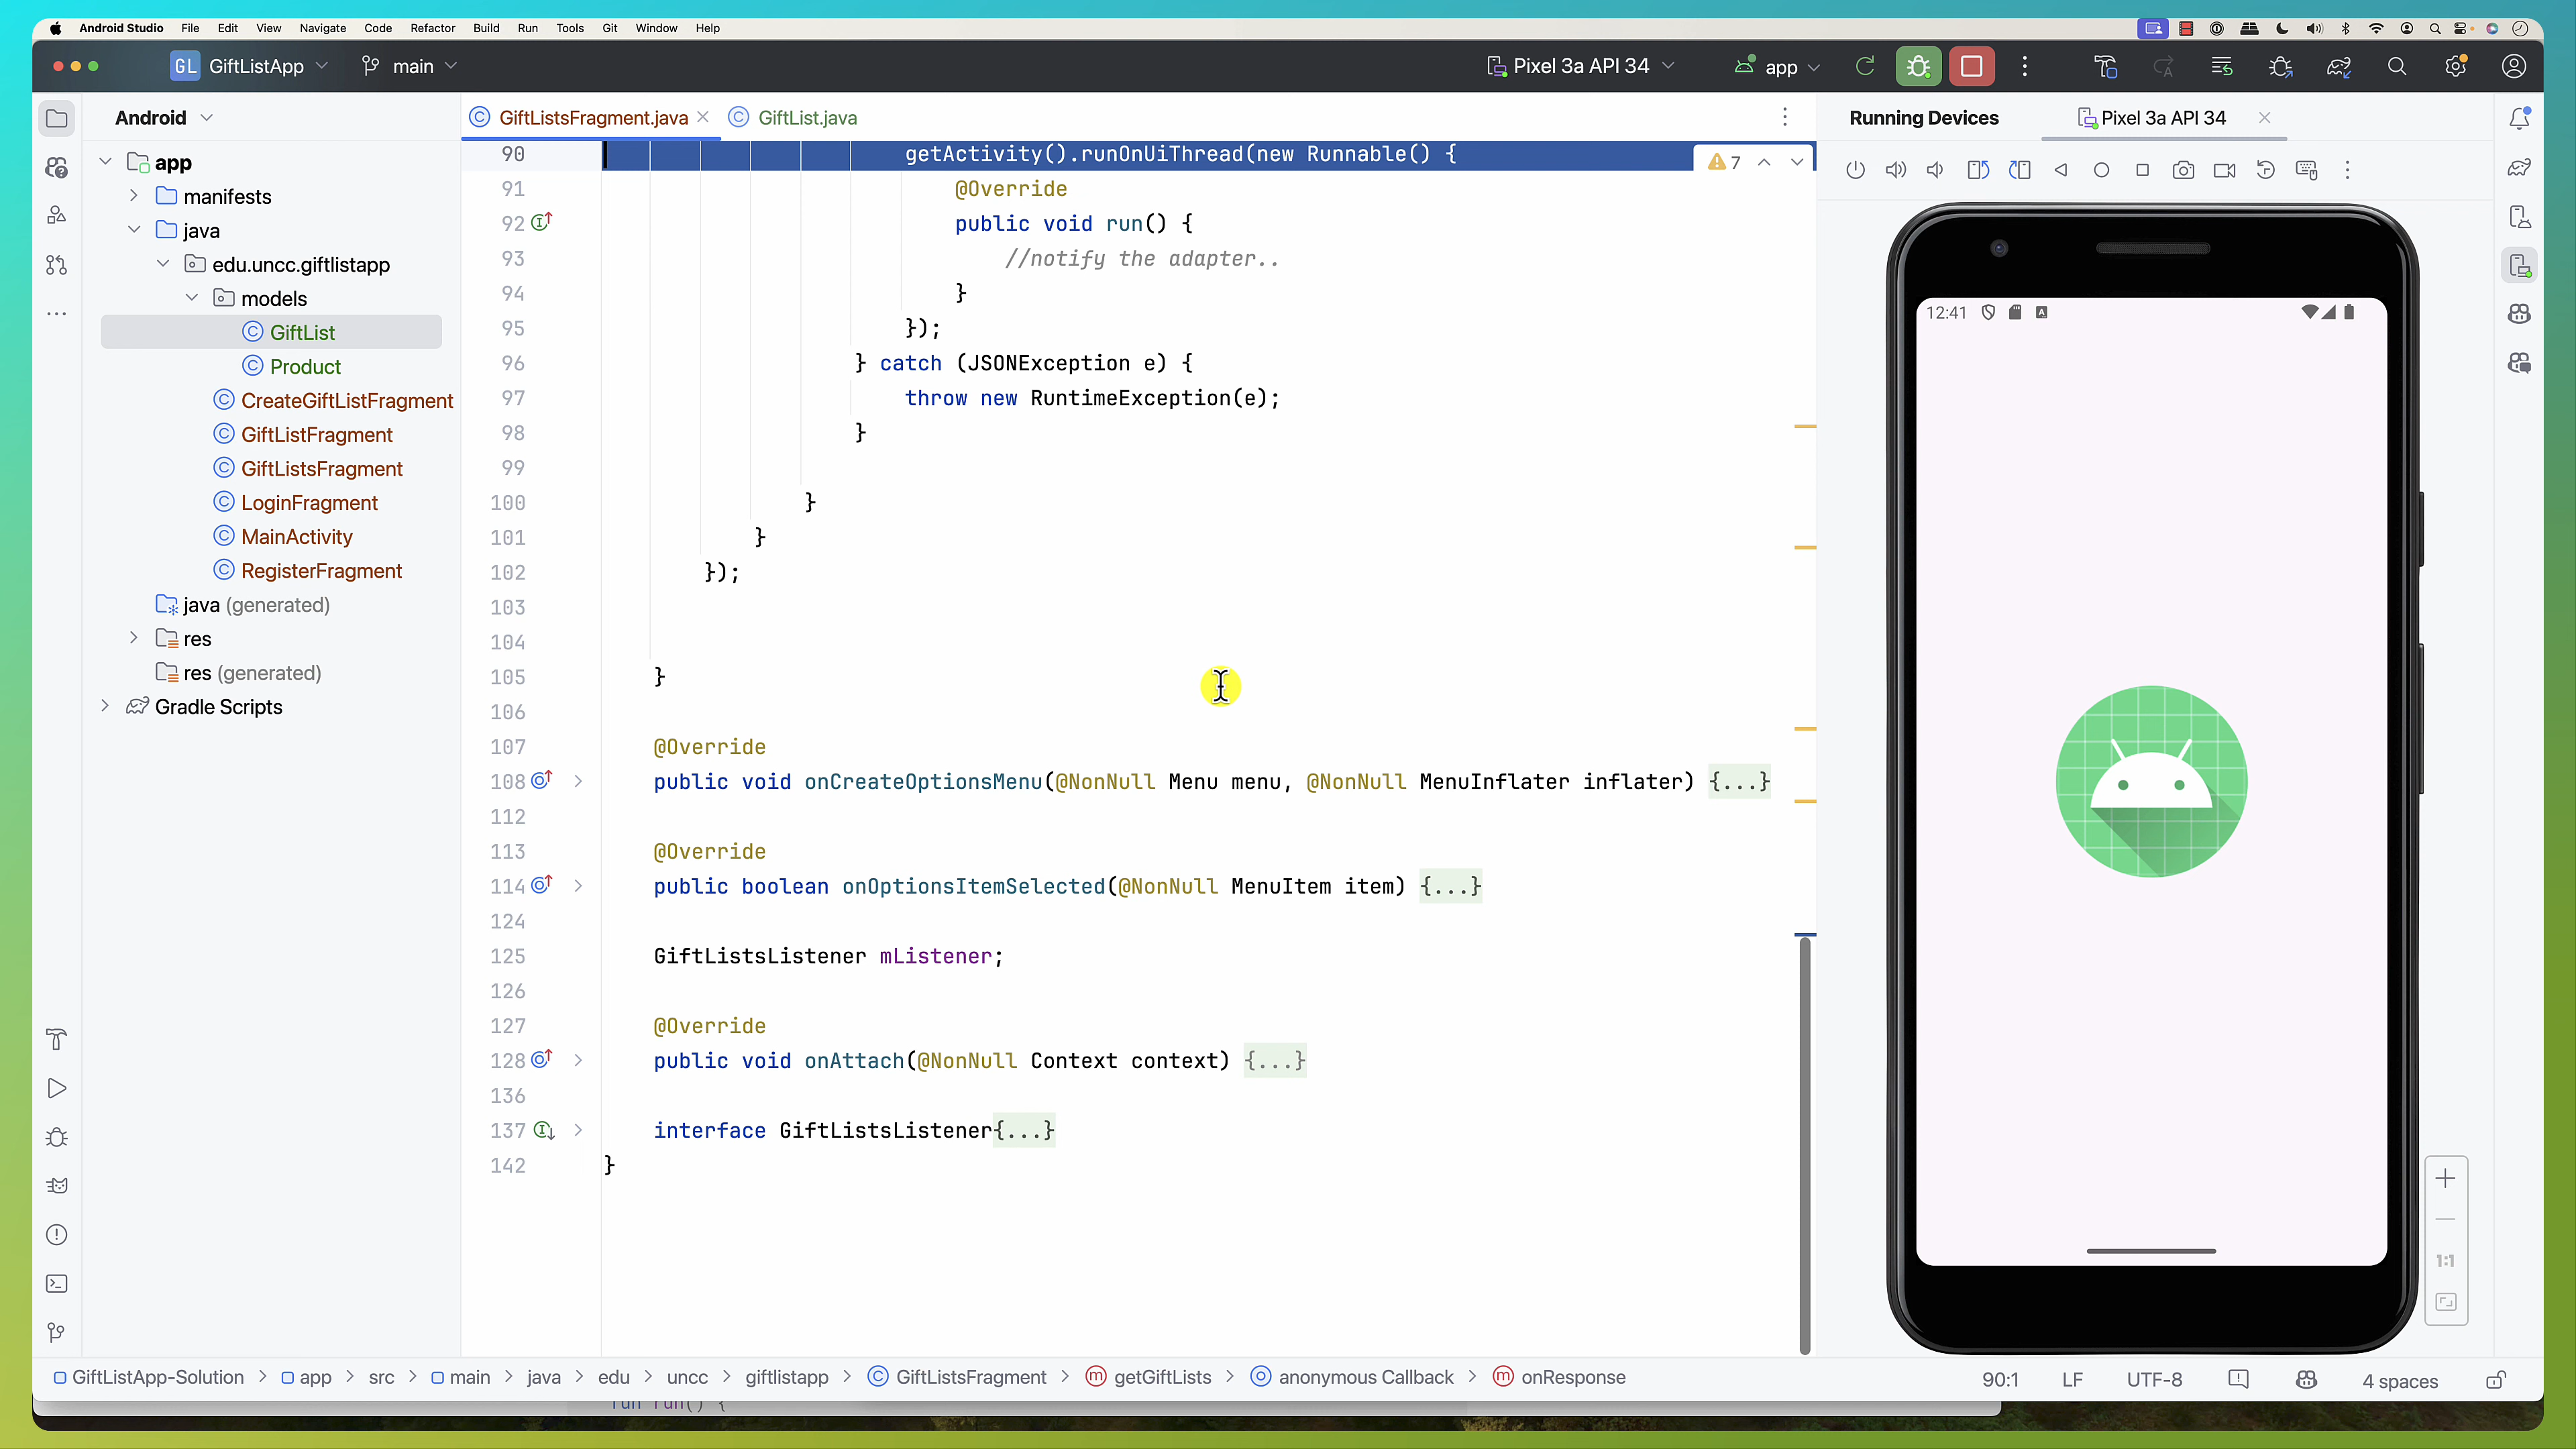 Android Studio File Edit View Navigate Code Refactor Build Run Tools Git Window Help
GL GiftListApp main Pixel 3a API 34 app
Android
GiftListsFragment.java GiftList.java
Running Devices Pixel 3a API 34
app
manifests
java
edu.uncc.giftlistapp
models
GiftList
Product
CreateGiftListFragment
GiftListFragment
GiftListsFragment
LoginFragment
MainActivity
RegisterFragment
java (generated)
res
res (generated)
Gradle Scripts
7
90 getActivity().runOnUiThread(new Runnable() {
91 @Override
92 public void run() {
93 //notify the adapter..
94 }
95 });
96 } catch (JSONException e) {
97 throw new RuntimeException(e);
98 }
99
100 }
101 }
102 });
103
104
105 }
106
107 @Override
108 public void onCreateOptionsMenu(@NonNull Menu menu, @NonNull MenuInflater inflater) {...}
112
113 @Override
114 public boolean onOptionsItemSelected(@NonNull MenuItem item) {...}
124
125 GiftListsListener mListener;
126
127 @Override
128 public void onAttach(@NonNull Context context) {...}
136
137 interface GiftListsListener{...}
142 }
12:41
1:1
GiftListApp-Solution app src main java edu uncc giftlistapp GiftListsFragment getGiftLists anonymous Callback onResponse
90:1 LF UTF-8 4 spaces